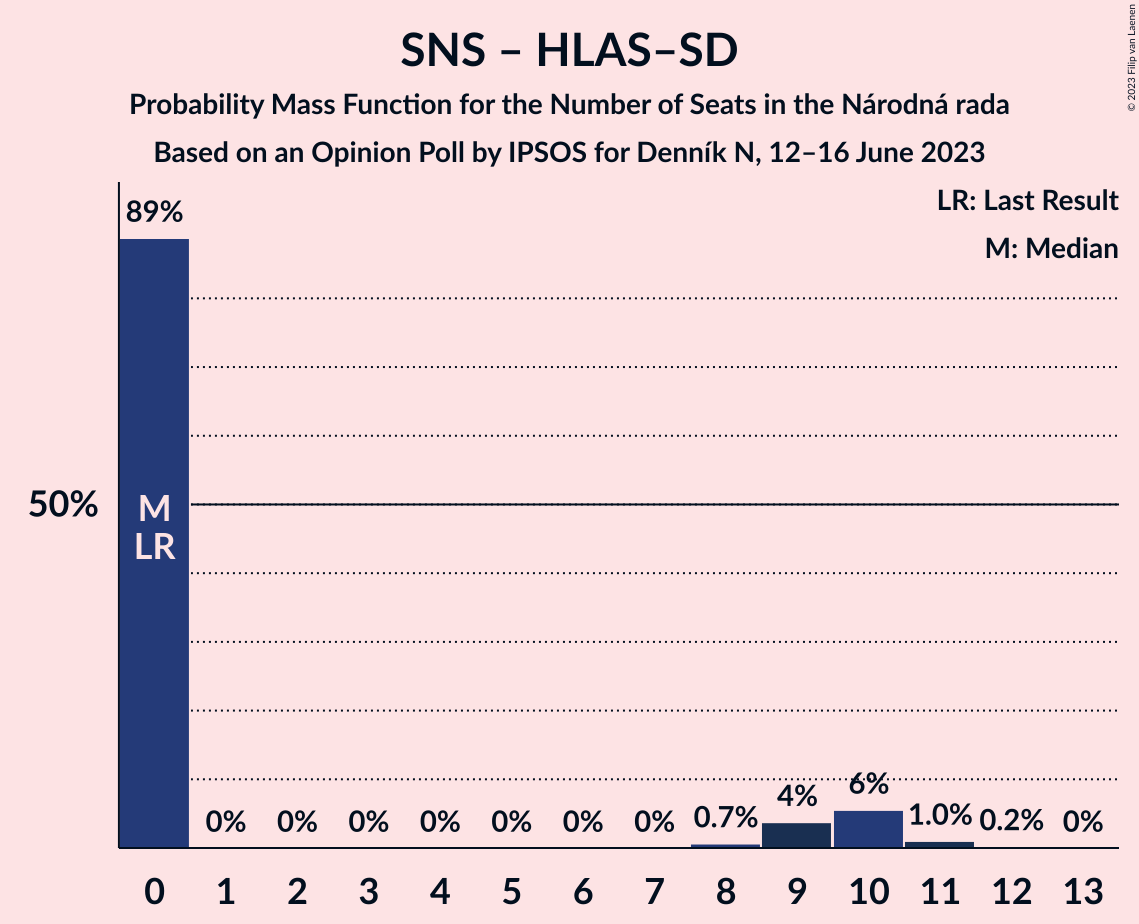 SNS – HLAS–SD
Probability Mass Function for the Number of Seats in the Národná rada
Based on an Opinion Poll by IPSOS for Denník N, 12–16 June 2023
© 2023 Filip van Laenen
LR: Last Result
M: Median
89%
50%
M
LR
0% 0% 0% 0% 0% 0% 0% 0.7% 4% 6% 1.0% 0.2% 0%
0 1 2 3 4 5 6 7 8 9 10 11 12 13